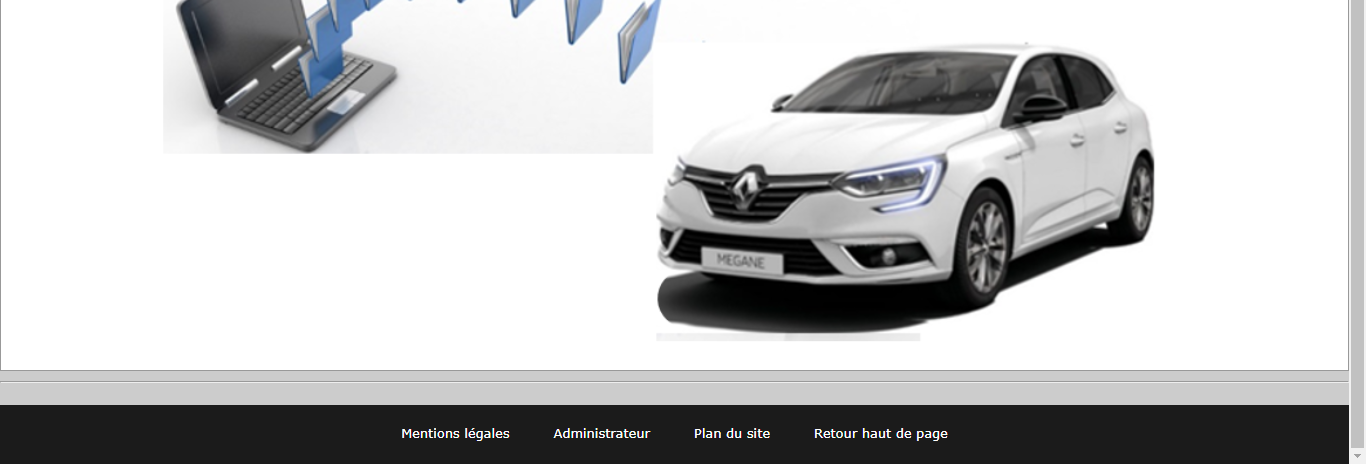 MEGANE
Mentions légales Administrateur Plan du site Retour haut de page